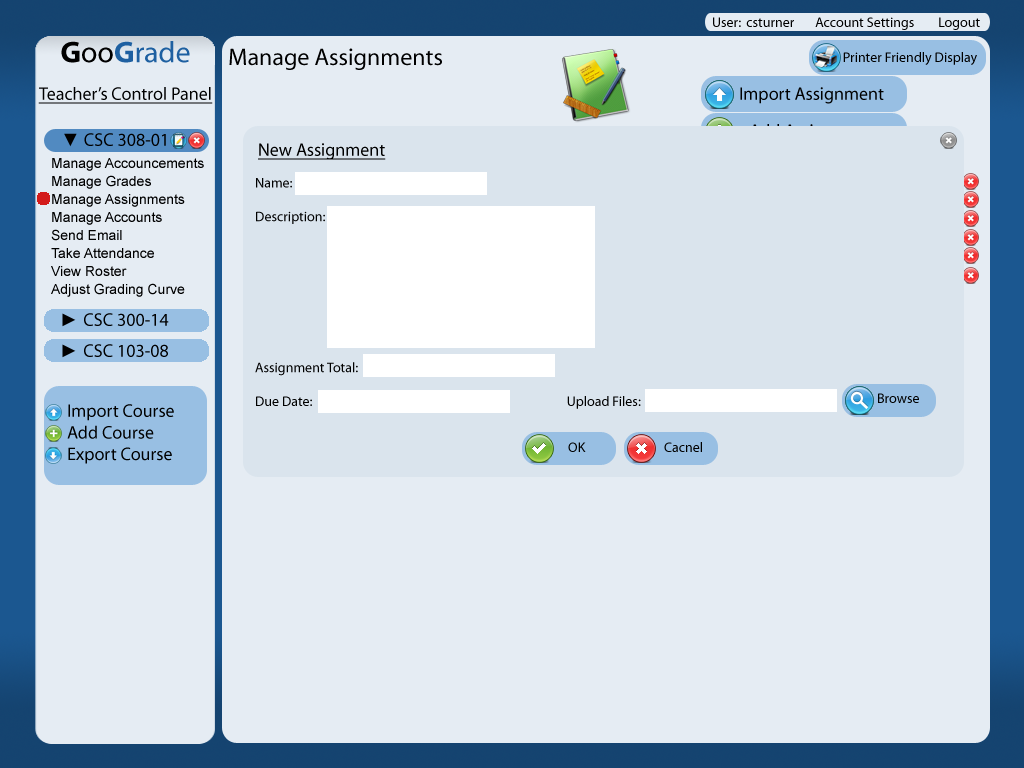 User: csturner Account Settings Logout
GooGrade
Teacher's Control Panel
CSC 308-01
Manage Accouncements
Manage Grades
Manage Assignments
Manage Accounts
Send Email
Take Attendance
View Roster
Adjust Grading Curve
CSC 300-14
CSC 103-08
Import Course
Add Course
Export Course
Manage Assignments
Printer Friendly Display
Import Assignment
New Assignment
Name:
Description:
Assignment Total:
Due Date:
Upload Files:
Browse
OK
Cacnel